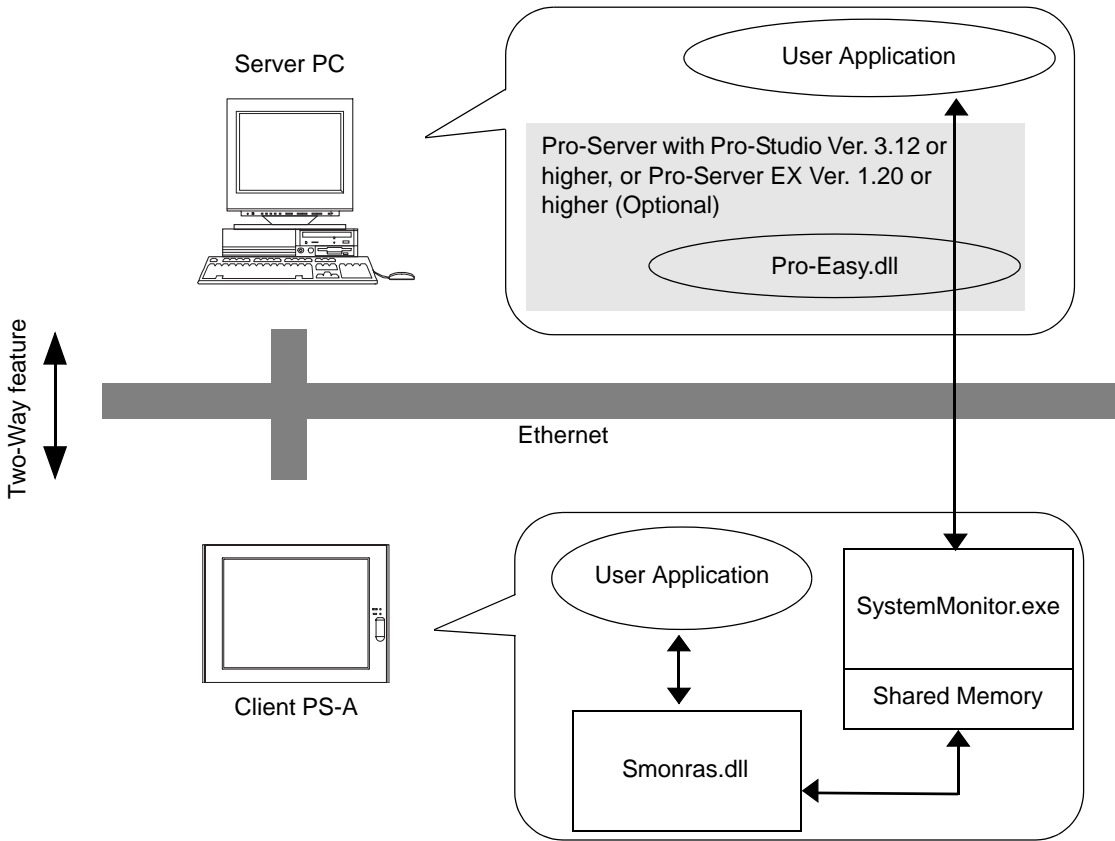 Server PC
User Application
Pro-Server with Pro-Studio Ver. 3.12 or
higher, or Pro-Server EX Ver. 1.20 or
higher (Optional)
Pro-Easy.dll
Two-Way feature
Ethernet
User Application
SystemMonitor.exe
Shared Memory
Client PS-A
Smonras.dll